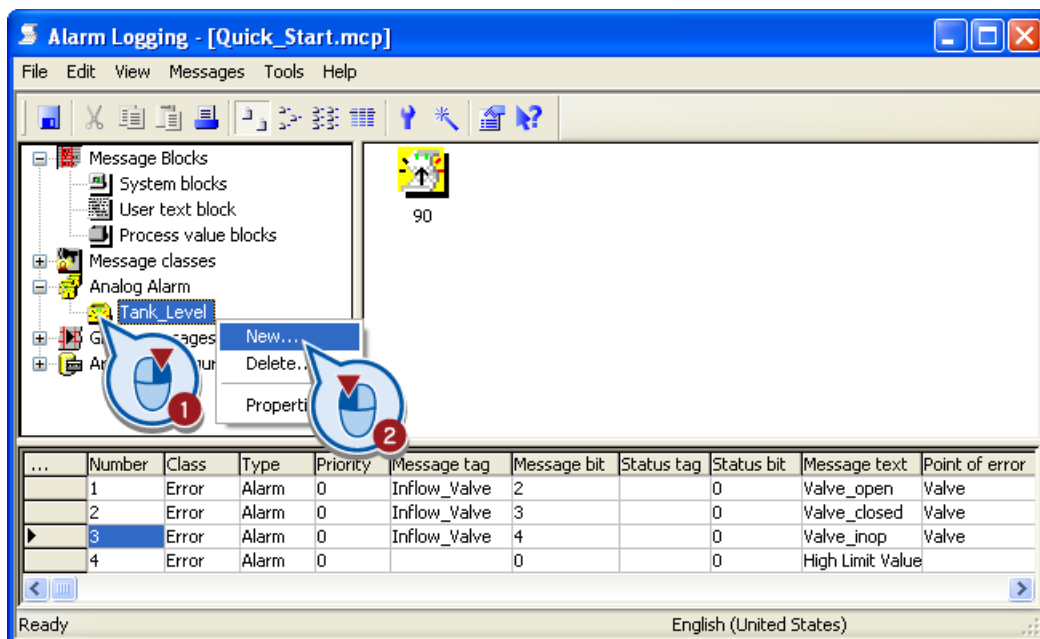 Alarm Logging - [Quick_Start.mcp]
File Edit View Messages Tools Help
Message Blocks
System blocks
User text block
Process value blocks
Message classes
Analog Alarm
Tank_Level
90
New...
Delete..
1
2
... Number Class Type Priority Message tag Message bit Status tag Status bit Message text Point of error
1 Error Alarm 0 Inflow_Valve 2 0 Valve_open Valve
2 Error Alarm 0 Inflow_Valve 3 0 Valve_closed Valve
3 Error Alarm 0 Inflow_Valve 4 0 Valve_inop Valve
4 Error Alarm 0 0 0 High Limit Value
Ready English (United States)